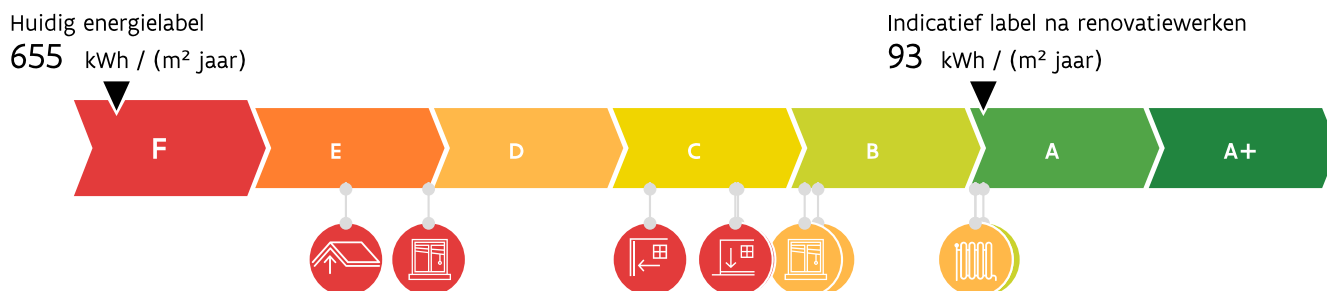 Huidig energielabel
655 kWh / (m² jaar)
Indicatief label na renovatiewerken
93 kWh / (m² jaar)
F E D C B A A+